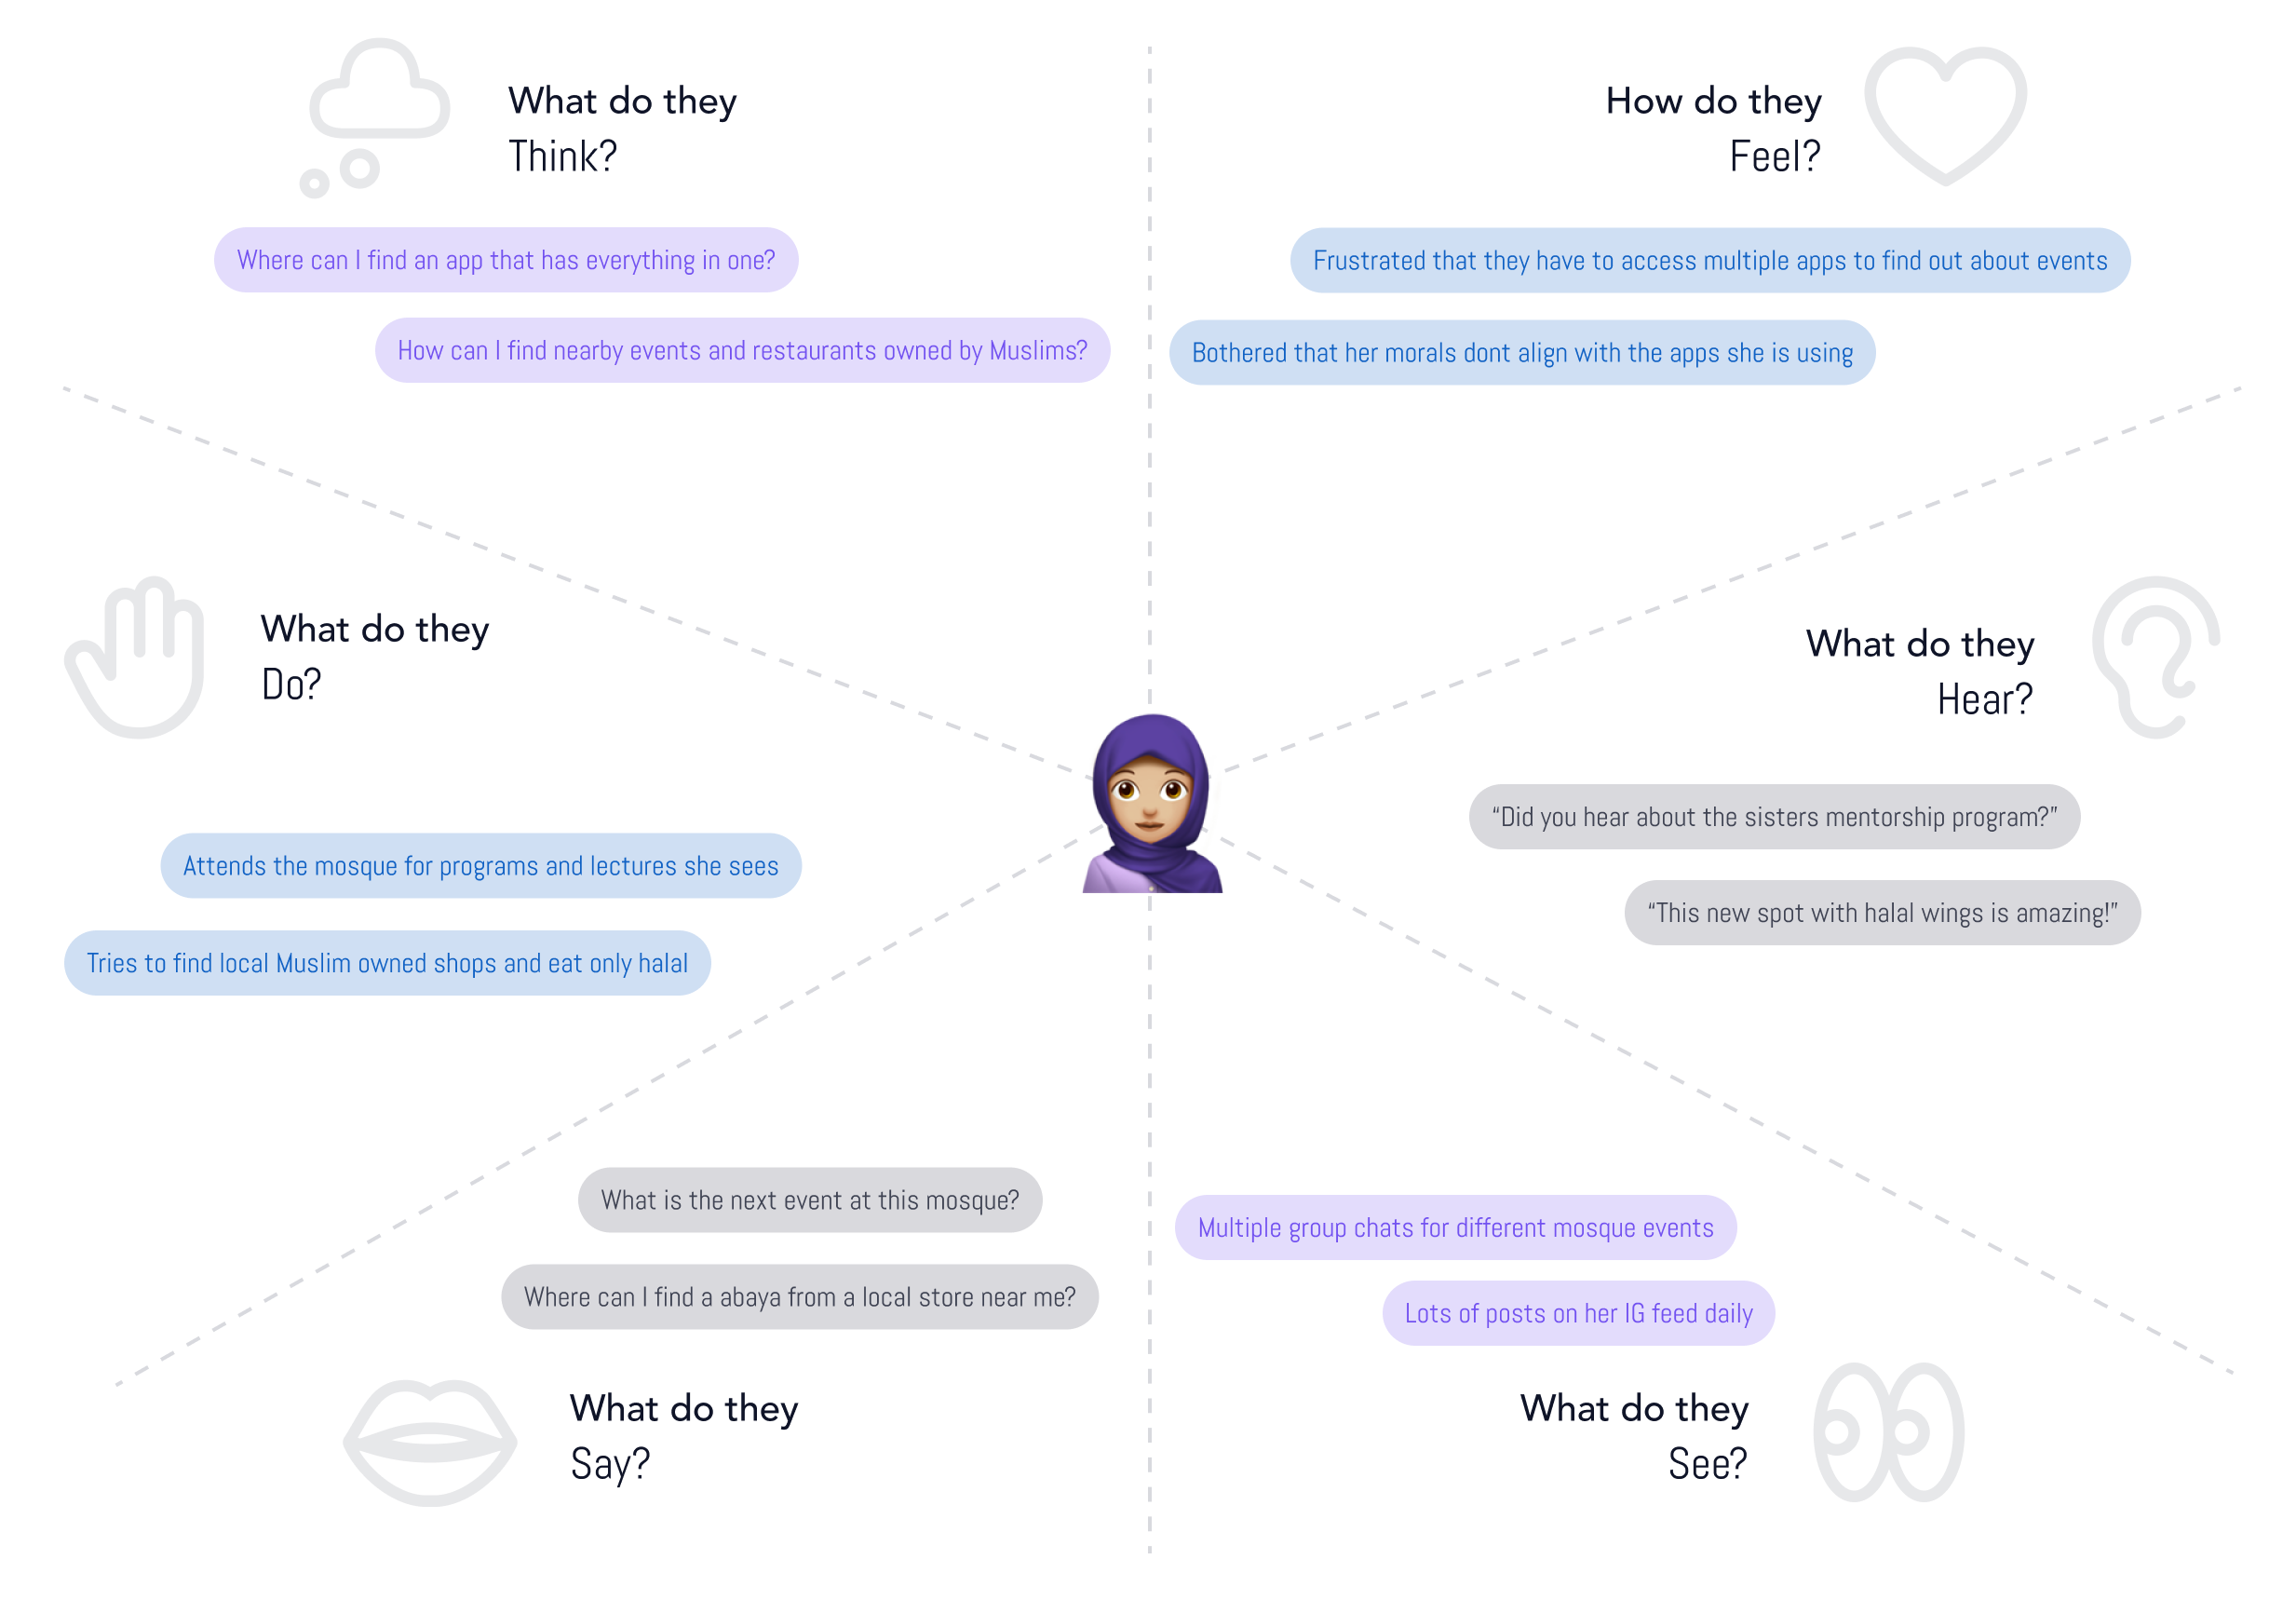 What do they
Think?
Where can I find an app that has everything in one?
How can I find nearby events and restaurants owned by Muslims?
How do they
Feel?
Frustrated that they have to access multiple apps to find out about events
Bothered that her morals dont align with the apps she is using
What do they
Do?
Attends the mosque for programs and lectures she sees
Tries to find local Muslim owned shops and eat only halal
What do they
Hear?
“Did you hear about the sisters mentorship program?”
“This new spot with halal wings is amazing!”
What is the next event at this mosque?
Where can I find a abaya from a local store near me?
What do they
Say?
Multiple group chats for different mosque events
Lots of posts on her IG feed daily
What do they
See?